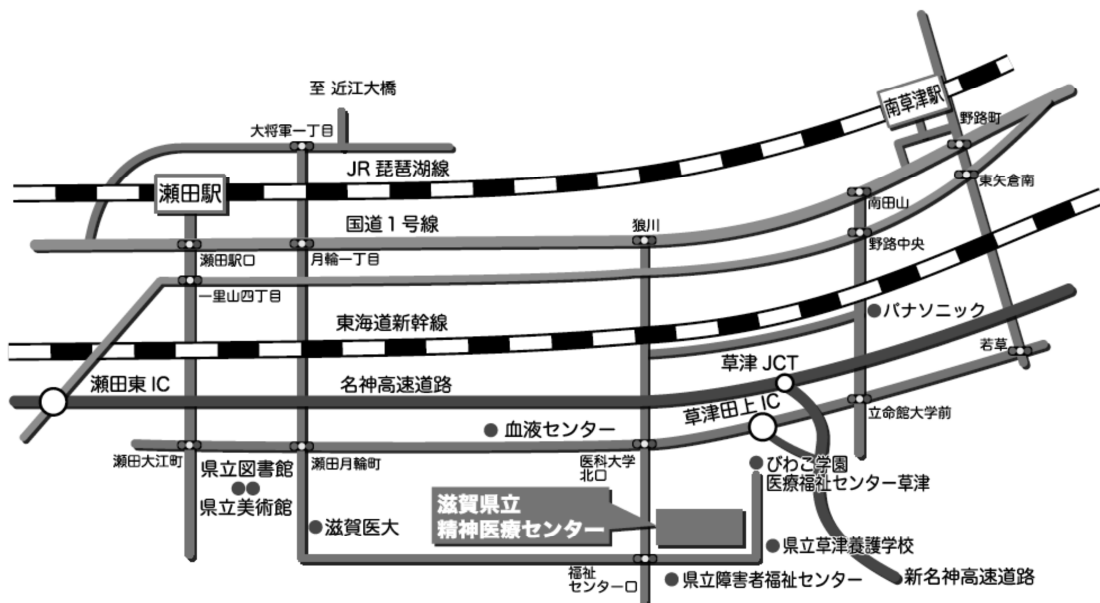 至 近江大橋
南草津駅
大将軍一丁目
野路町
JR 琵琶湖線
瀬田駅
東矢倉南
南田山
国道1号線
狼川
野路中央
瀬田駅口
月輪一丁目
一里山四丁目
東海道新幹線
パナソニック
若草
草津 JCT
瀬田東 IC
名神高速道路
草津田上 IC
立命館大学前
血液センター
瀬田大江町
瀬田月輪町
医科大学
北口
県立図書館
県立美術館
びわこ学園
医療福祉センター草津
滋賀県立
精神医療センター
滋賀医大
県立草津養護学校
福祉
センター口
県立障害者福祉センター
新名神高速道路